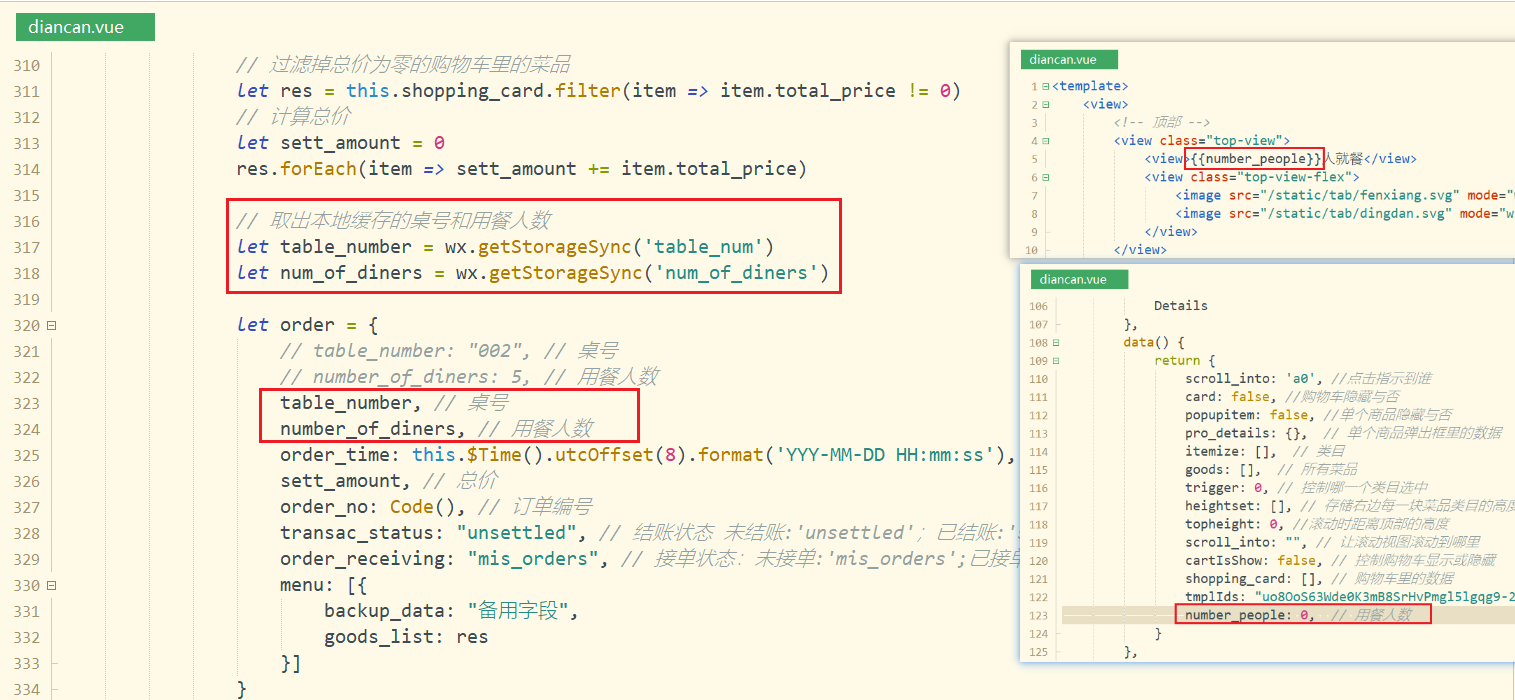 diancan.vue
310 // 过滤掉总价为零的购物车里的菜品
311 let res = this.shopping_card.filter(item => item.total_price != 0)
312 // 计算总价
313 let sett_amount = 0
314 res.forEach(item => sett_amount += item.total_price)
315
316 // 取出本地缓存的桌号和用餐人数
317 let table_number = wx.getStorageSync('table_num')
318 let num_of_diners = wx.getStorageSync('num_of_diners')
319
320 let order = {
321 // table_number: "002", // 桌号
322 // number_of_diners: 5, // 用餐人数
323 table_number, // 桌号
324 number_of_diners, // 用餐人数
325 order_time: this.$Time().utcOffset(8).format('YYY-MM-DD HH:mm:ss'),
326 sett_amount, // 总价
327 order_no: Code(), // 订单编号
328 transac_status: "unsettled", // 结账状态 未结账:'unsettled'; 已结账:'
329 order_receiving: "mis_orders", // 接单状态: 未接单:'mis_orders';已接单
330 menu: [{
331 backup_data: "备用字段",
332 goods_list: res
333 }]
334 }
diancan.vue
1 <template>
2 <view>
3 <!-- 顶部 -->
4 <view class="top-view">
5 <view>{{number_people}}人就餐</view>
6 <view class="top-view-flex">
7 <image src="/static/tab/fenxiang.svg" mode="
8 <image src="/static/tab/dingdan.svg" mode="w
9 </view>
10 </view>
diancan.vue
106 Details
107 },
108 data() {
109 return {
110 scroll_into: 'a0', //点击指示到谁
111 card: false, //购物车隐藏与否
112 popupitem: false, //单个商品隐藏与否
113 pro_details: {}, // 单个商品弹出框里的数据
114 itemize: [], // 类目
115 goods: [], // 所有菜品
116 trigger: 0, // 控制哪一个类目选中
117 heightset: [], // 存储右边每一块菜品类目的高度
118 topheight: 0, //滚动时距离顶部的高度
119 scroll_into: "", // 让滚动视图滚动到哪里
120 cartIsShow: false, // 控制购物车显示或隐藏
121 shopping_card: [], // 购物车里的数据
122 tmplIds: "uo8OoS63Wde0K3mB8SrHvPmgl5lgqg9-2
123 number_people: 0, // 用餐人数
124 }
125 },